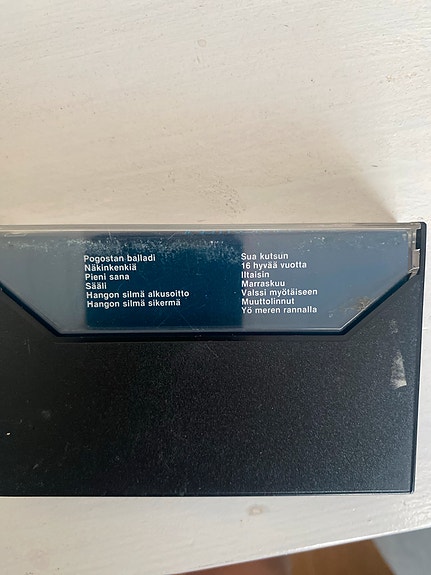 Pogostan balladi
Näkinkenkiä
Pieni sana
Sääli
Hangon silmä alkusoitto
Hangon silmä sikermä
Sua kutsun
16 hyvää vuotta
Iltaisin
Marraskuu
Valssi myötäiseen
Muuttolinnut
Yö meren rannalla